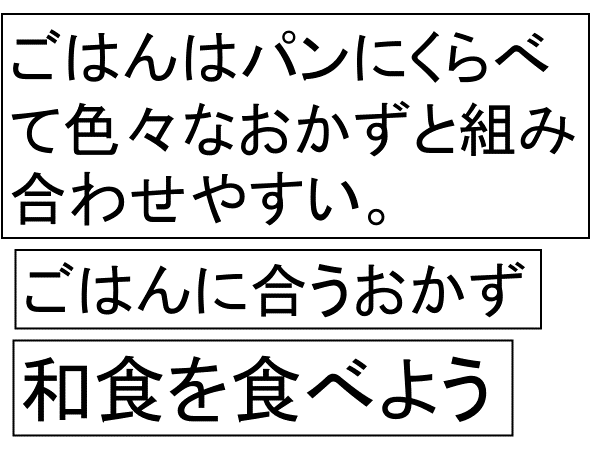 ごはんはパンにくらべ
て色々なおかずと組み
合わせやすい。
ごはんに合うおかず
和食を食べよう